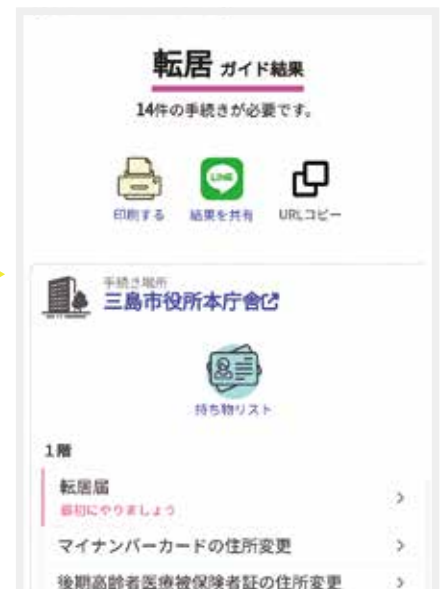 転居 ガイド結果
14件の手続きが必要です。
LINE
印刷する 結果を共有 URLコピー
手続き場所
三島市役所本庁舎
持ち物リスト
1階
転居届
最初にやりましょう
マイナンバーカードの住所変更
後期高齢者医療被保険者証の住所変更